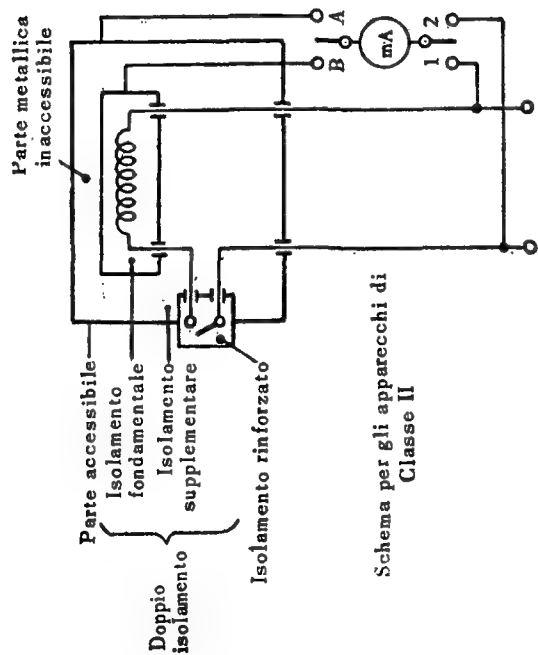 Parte metallica
inaccessibile
Parte accessibile
Isolamento
fondamentale
Isolamento
supplementare
Isolamento rinforzato
Doppio
isolamento
A
B
mA
2
1
Schema per gli apparecchi di
Classe II